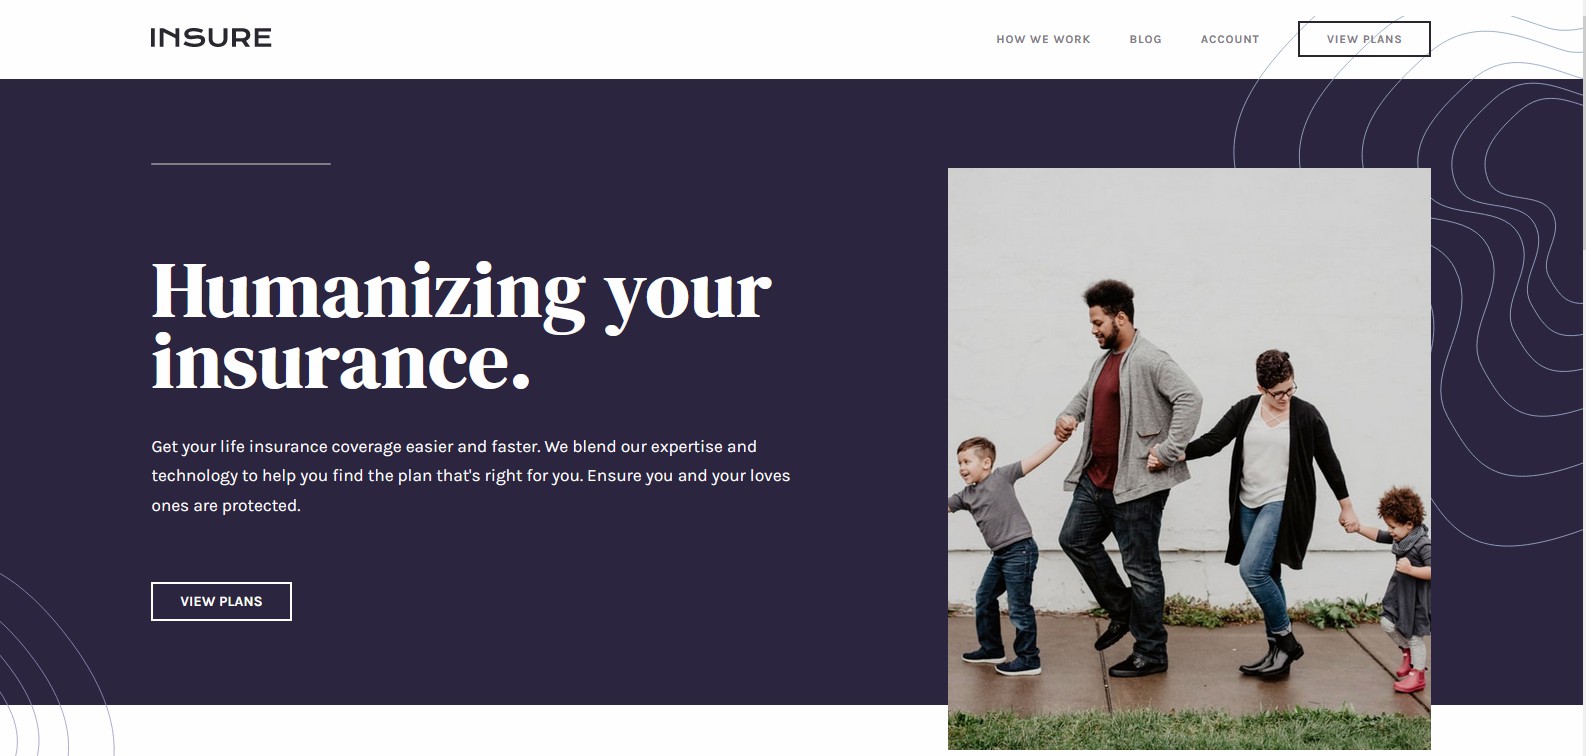 INSURE
HOW WE WORK
BLOG
ACCOUNT
VIEW PLANS
Humanizing your
insurance.
Get your life insurance coverage easier and faster. We blend our expertise and
technology to help you find the plan that's right for you. Ensure you and your loves
ones are protected.
VIEW PLANS